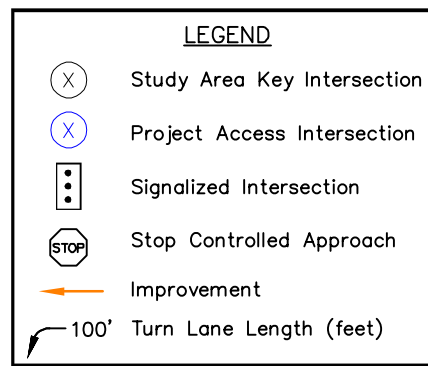 LEGEND
X Study Area Key Intersection
X Project Access Intersection
Signalized Intersection
STOP Stop Controlled Approach
Improvement
100' Turn Lane Length (feet)